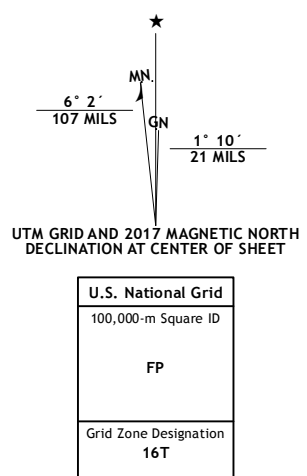 ★
MN.
GN
6° 2´
107 MILS
1° 10´
21 MILS
UTM GRID AND 2017 MAGNETIC NORTH
DECLINATION AT CENTER OF SHEET
U.S. National Grid
100,000-m Square ID
FP
Grid Zone Designation
16T